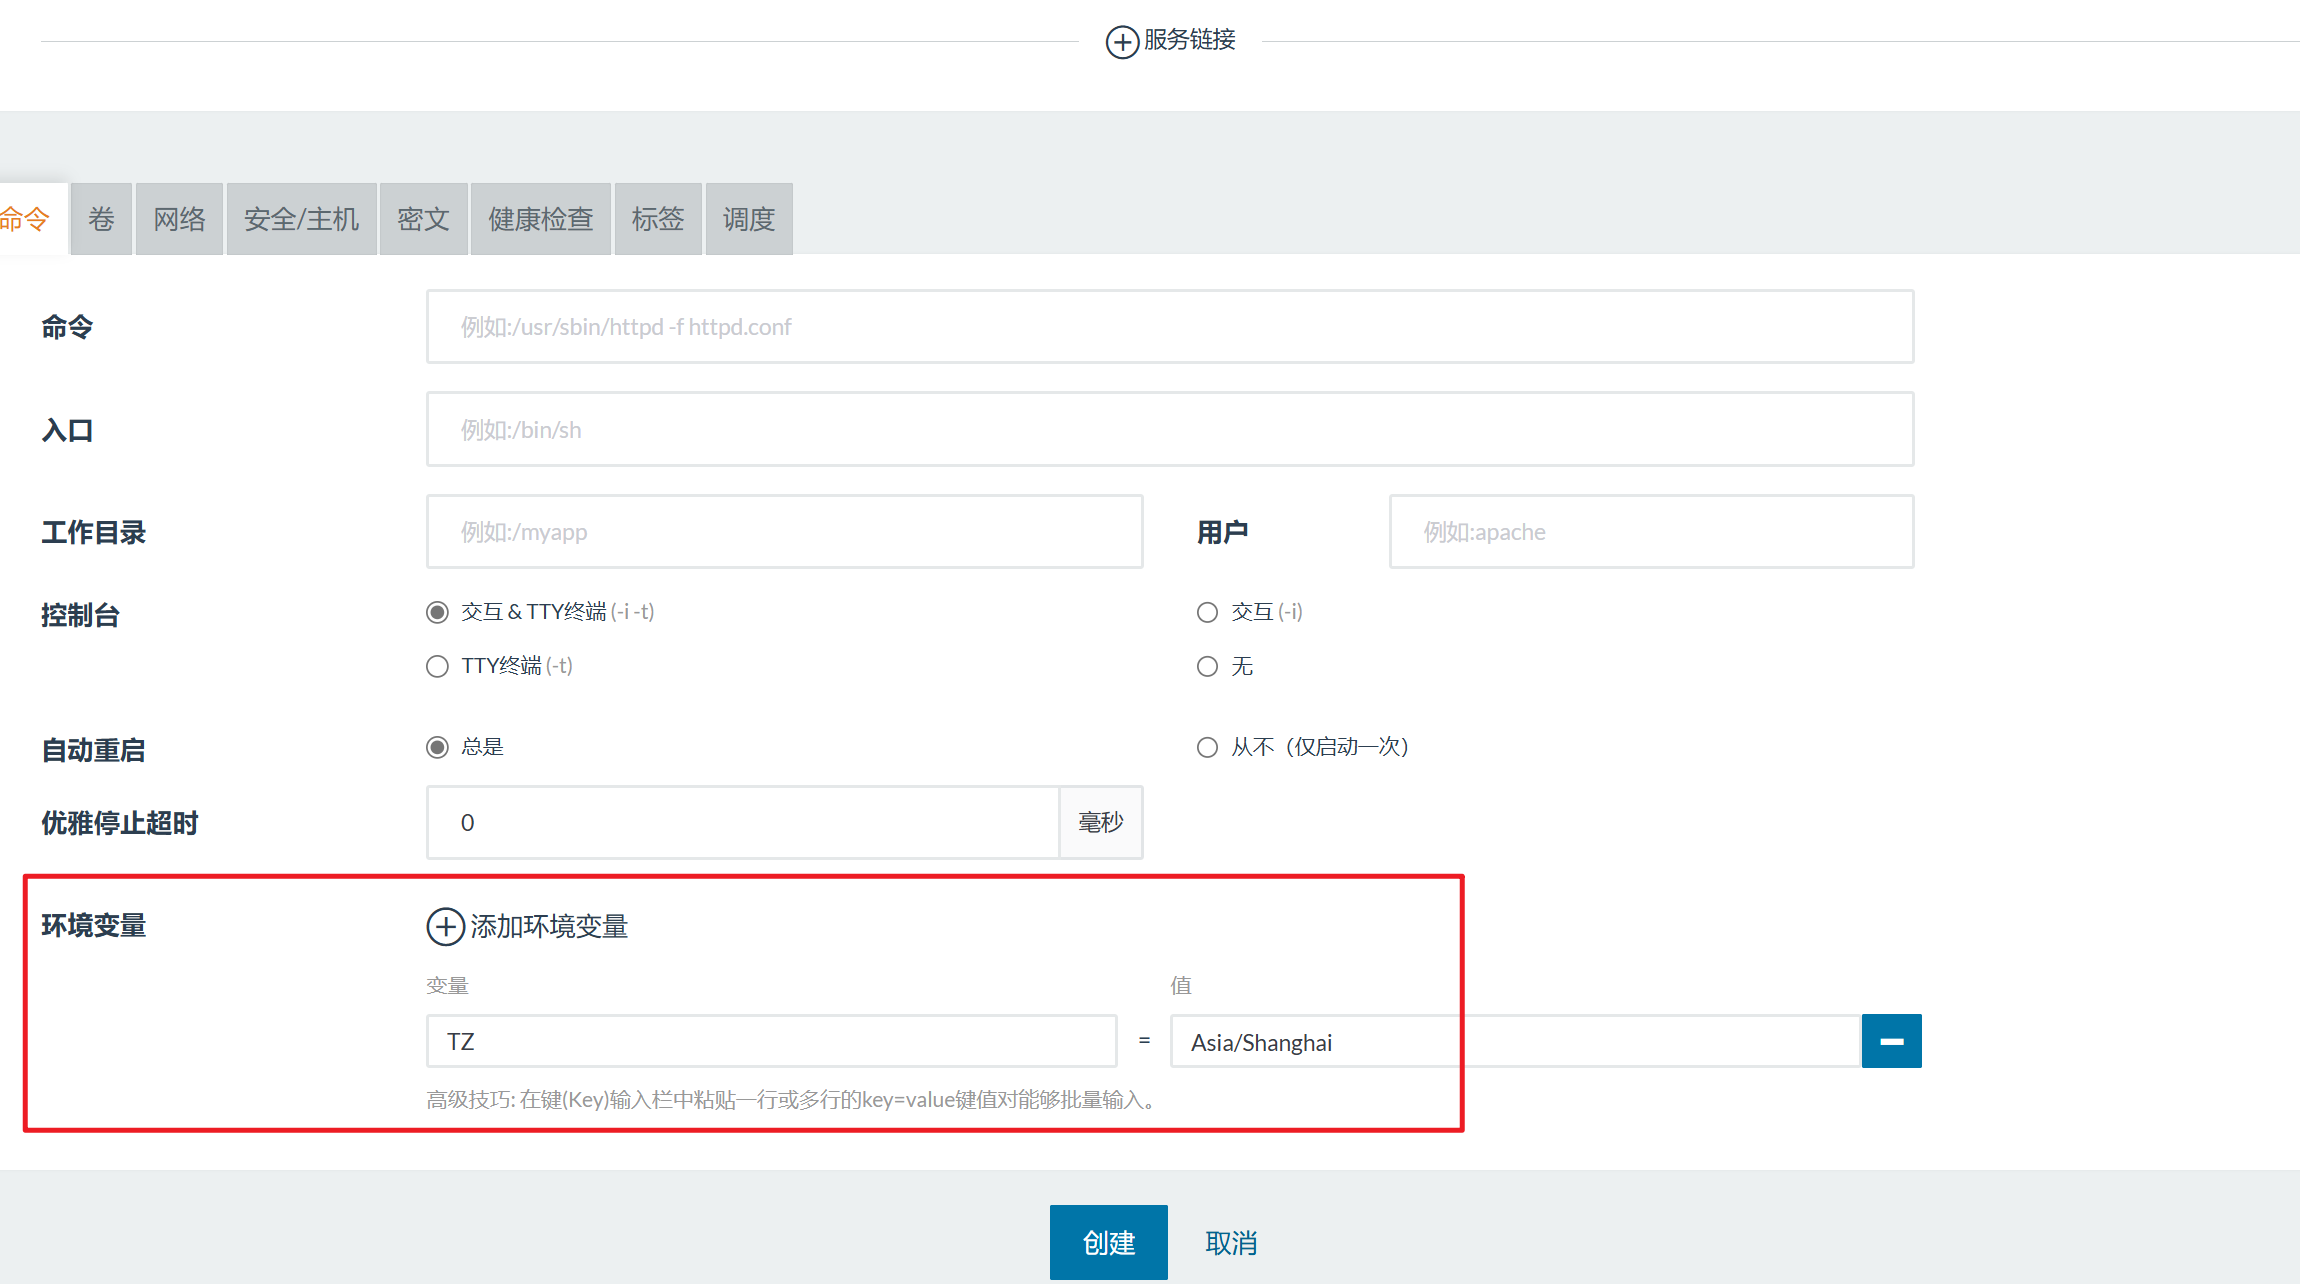 服务链接
命令 卷 网络 安全/主机 密文 健康检查 标签 调度
命令 例如:/usr/sbin/httpd -f httpd.conf
入口 例如:/bin/sh
工作目录 例如:/myapp 用户 例如:apache
控制台 交互 & TTY终端 (-i -t) 交互 (-i)
TTY终端 (-t) 无
自动重启 总是 从不（仅启动一次）
优雅停止超时 0 毫秒
环境变量 添加环境变量
变量 值
TZ = Asia/Shanghai
高级技巧: 在键(Key)输入栏中粘贴一行或多行的key=value键值对能够批量输入。
创建 取消